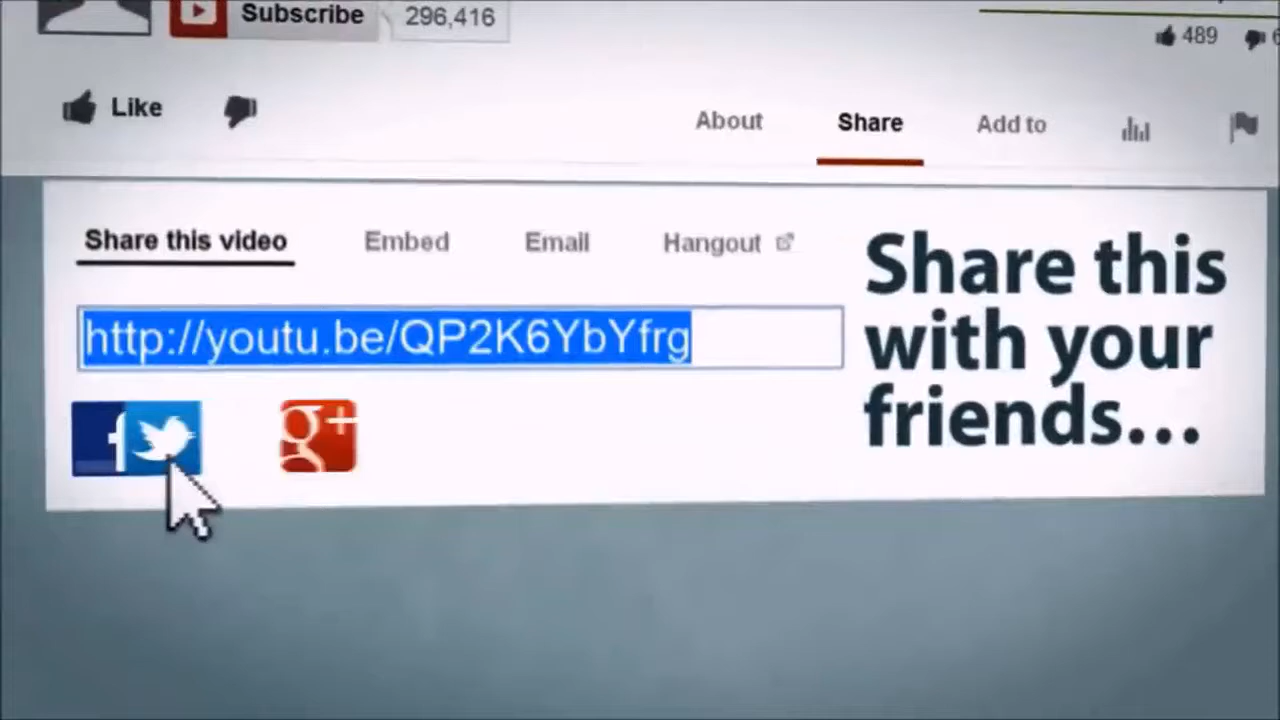 Subscribe 296,416
489
Like
About Share Add to
Share this video Embed Email Hangout
http://youtu.be/QP2K6YbYfrg
f g+
Share this
with your
friends...